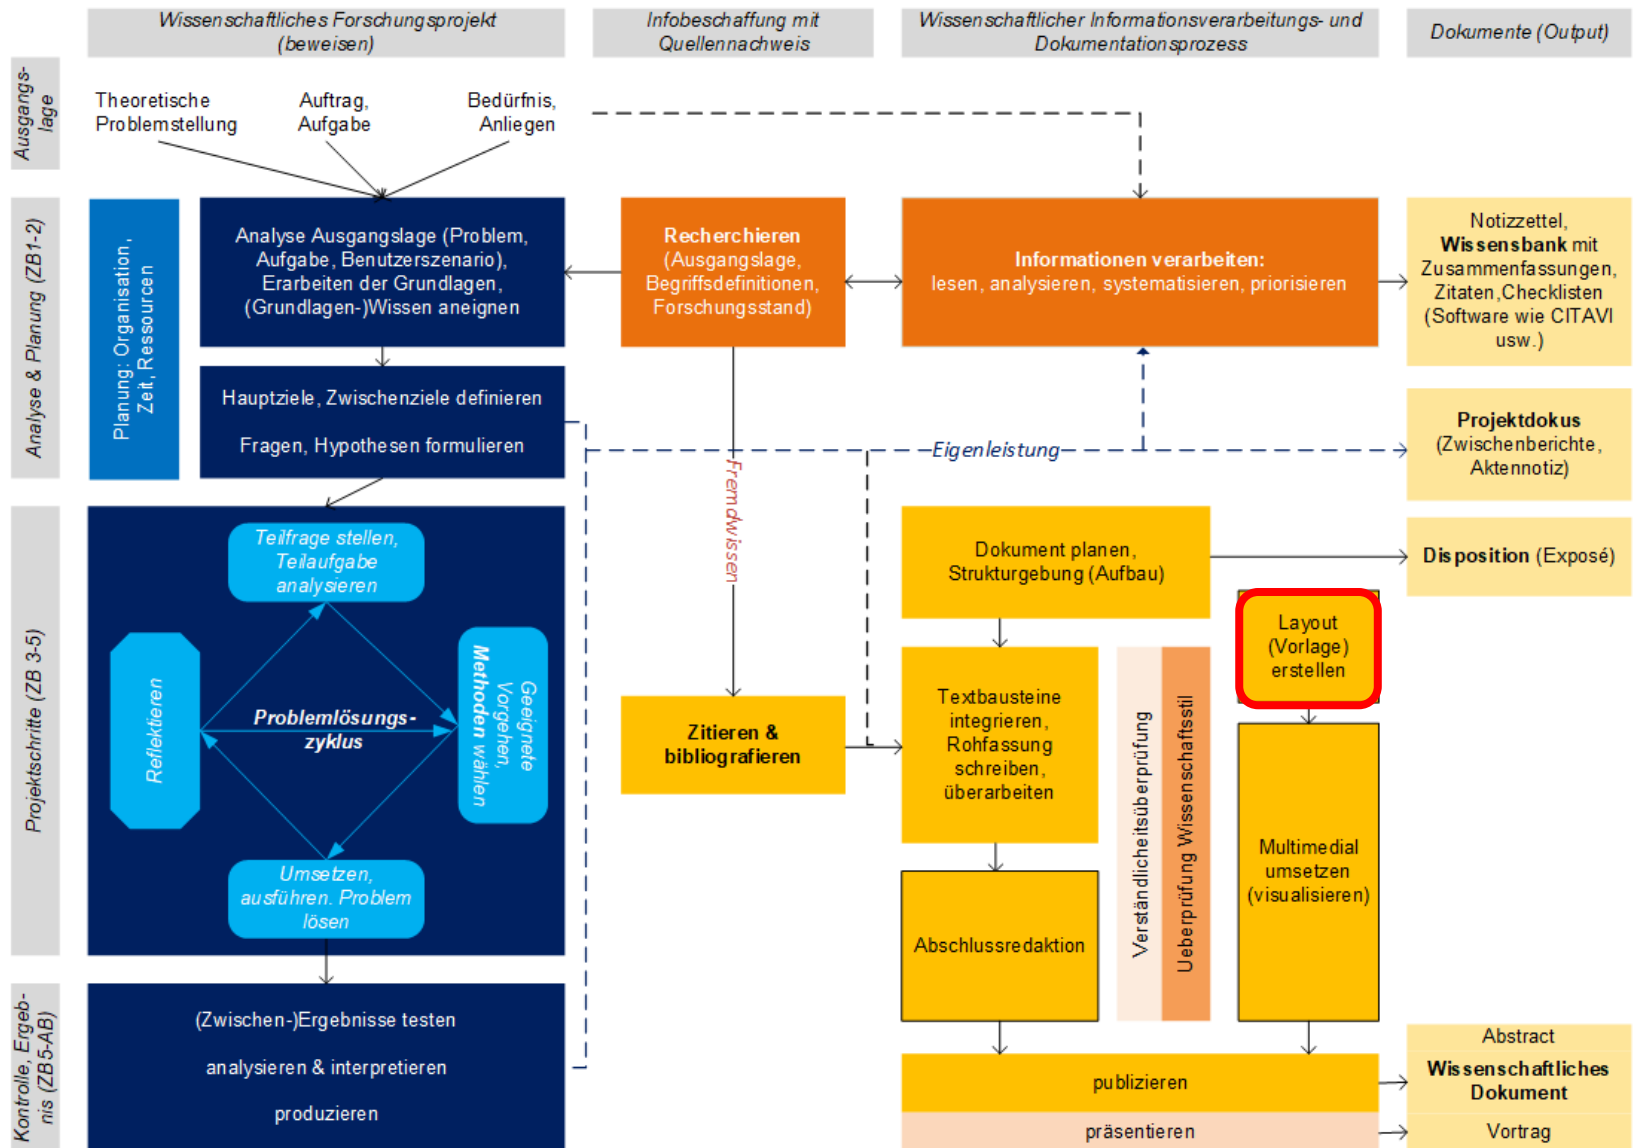 Wissenschaftliches Forschungsprojekt
(beweisen)
Infobeschaffung mit
Quellennachweis
Wissenschaftlicher Informationsverarbeitungs- und
Dokumentationsprozess
Dokumente (Output)
Ausgangs-
lage
Theoretische
Problemstellung
Auftrag,
Aufgabe
Bedürfnis,
Anliegen
Analyse & Planung (ZB1-2)
Planung: Organisation,
Zeit, Ressourcen
Analyse Ausgangslage (Problem,
Aufgabe, Benutzerszenario),
Erarbeiten der Grundlagen,
(Grundlagen-)Wissen aneignen
Recherchieren
(Ausgangslage,
Begriffsdefinitionen,
Forschungsstand)
Informationen verarbeiten:
lesen, analysieren, systematisieren, priorisieren
Notizzettel,
Wissensbank mit
Zusammenfassungen,
Zitaten,Checklisten
(Software wie CITAVI
usw.)
Hauptziele, Zwischenziele definieren
Fragen, Hypothesen formulieren
Eigenleistung
Projektdokus
(Zwischenberichte,
Aktennotiz)
Fremdwissen
Projektschritte (ZB 3-5)
Teilfrage stellen,
Teilaufgabe
analysieren
Reflektieren
Problemlösungs-
zyklus
Geeignete
Vorgehen,
Methoden wählen
Umsetzen,
ausführen. Problem
lösen
Zitieren &
bibliografieren
Dokument planen,
Strukturgebung (Aufbau)
Disposition (Exposé)
Layout
(Vorlage)
erstellen
Textbausteine
integrieren,
Rohfassung
schreiben,
überarbeiten
Verständlicheitsüberprüfung
Ueberprüfung Wissenschaftsstil
Multimedial
umsetzen
(visualisieren)
Abschlussredaktion
Kontrolle, Ergeb-
nis (ZB5-AB)
(Zwischen-)Ergebnisse testen
analysieren & interpretieren
produzieren
publizieren
präsentieren
Abstract
Wissenschaftliches
Dokument
Vortrag